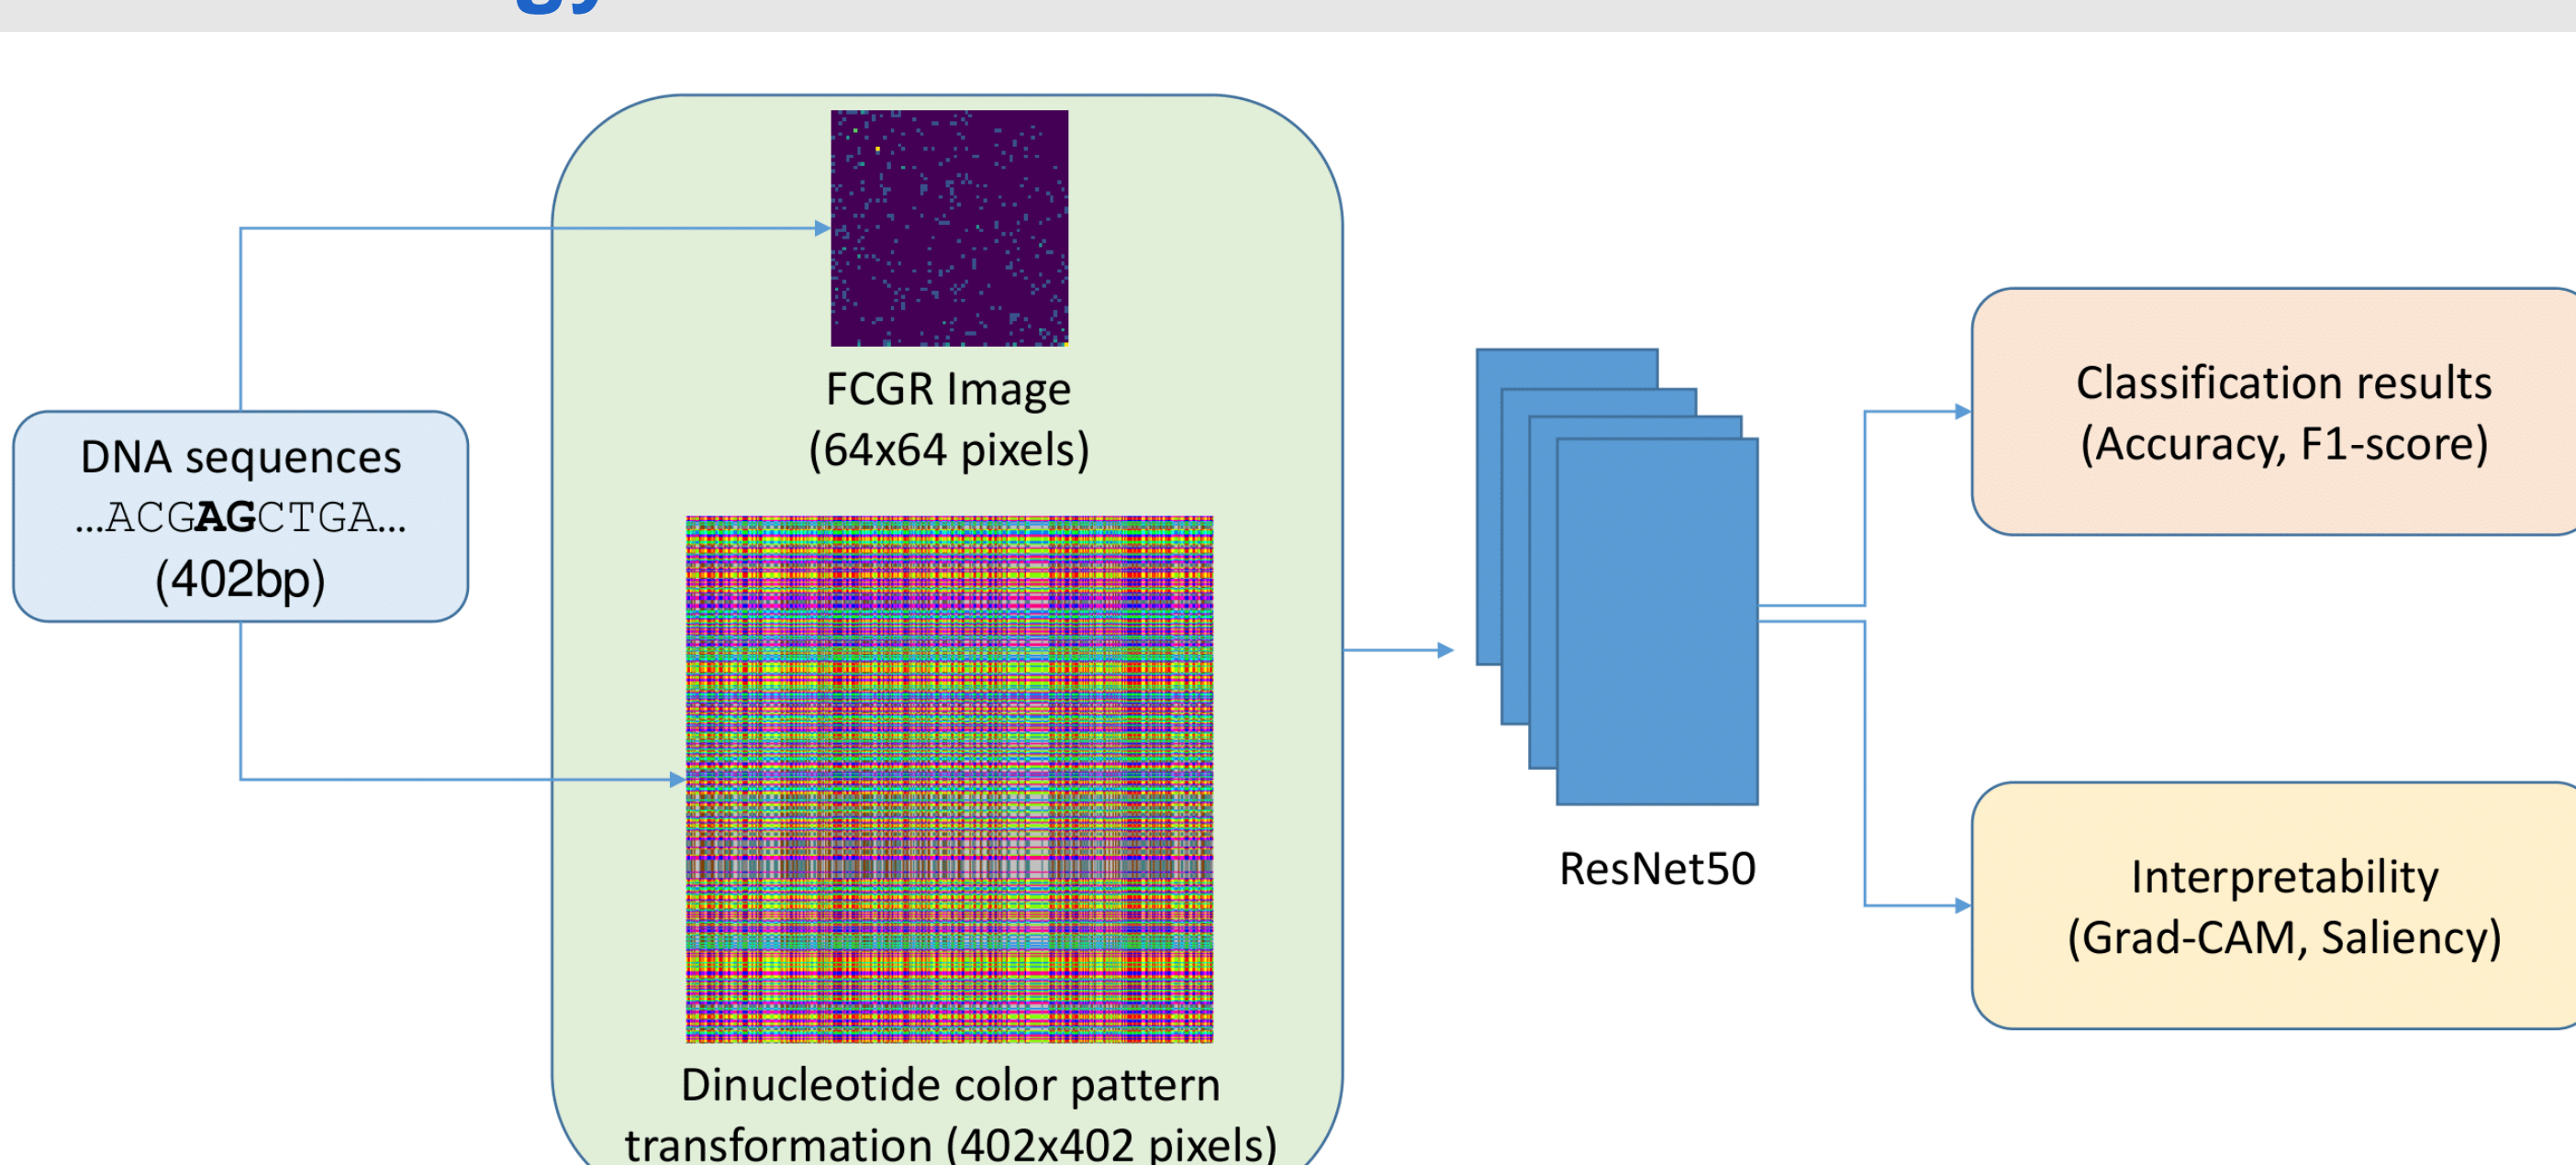 DNA sequences
...ACGAGCTGA...
(402bp)
FCGR Image
(64x64 pixels)
Dinucleotide color pattern
transformation (402x402 pixels)
ResNet50
Classification results
(Accuracy, F1-score)
Interpretability
(Grad-CAM, Saliency)